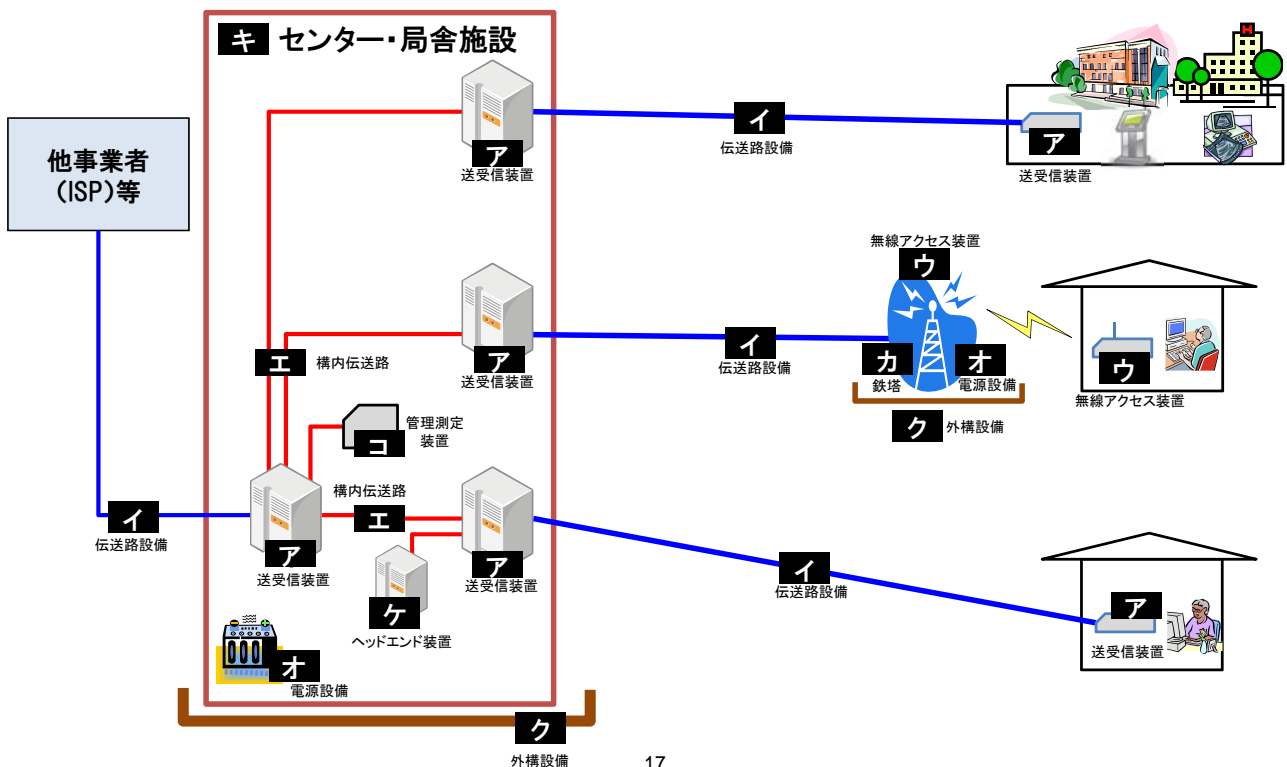 キ センター・局舎施設
他事業者
(ISP)等
ア
送受信装置
イ
伝送路設備
ア
送受信装置
H
エ 構内伝送路
ア
送受信装置
イ
伝送路設備
無線アクセス装置
ウ
カ
鉄塔
オ
電源設備
ク 外構設備
ウ
無線アクセス装置
コ
管理測定
装置
イ
伝送路設備
ア
送受信装置
構内伝送路
エ
ア
送受信装置
ケ
ヘッドエンド装置
イ
伝送路設備
ア
送受信装置
オ
電源設備
ク
外構設備
17